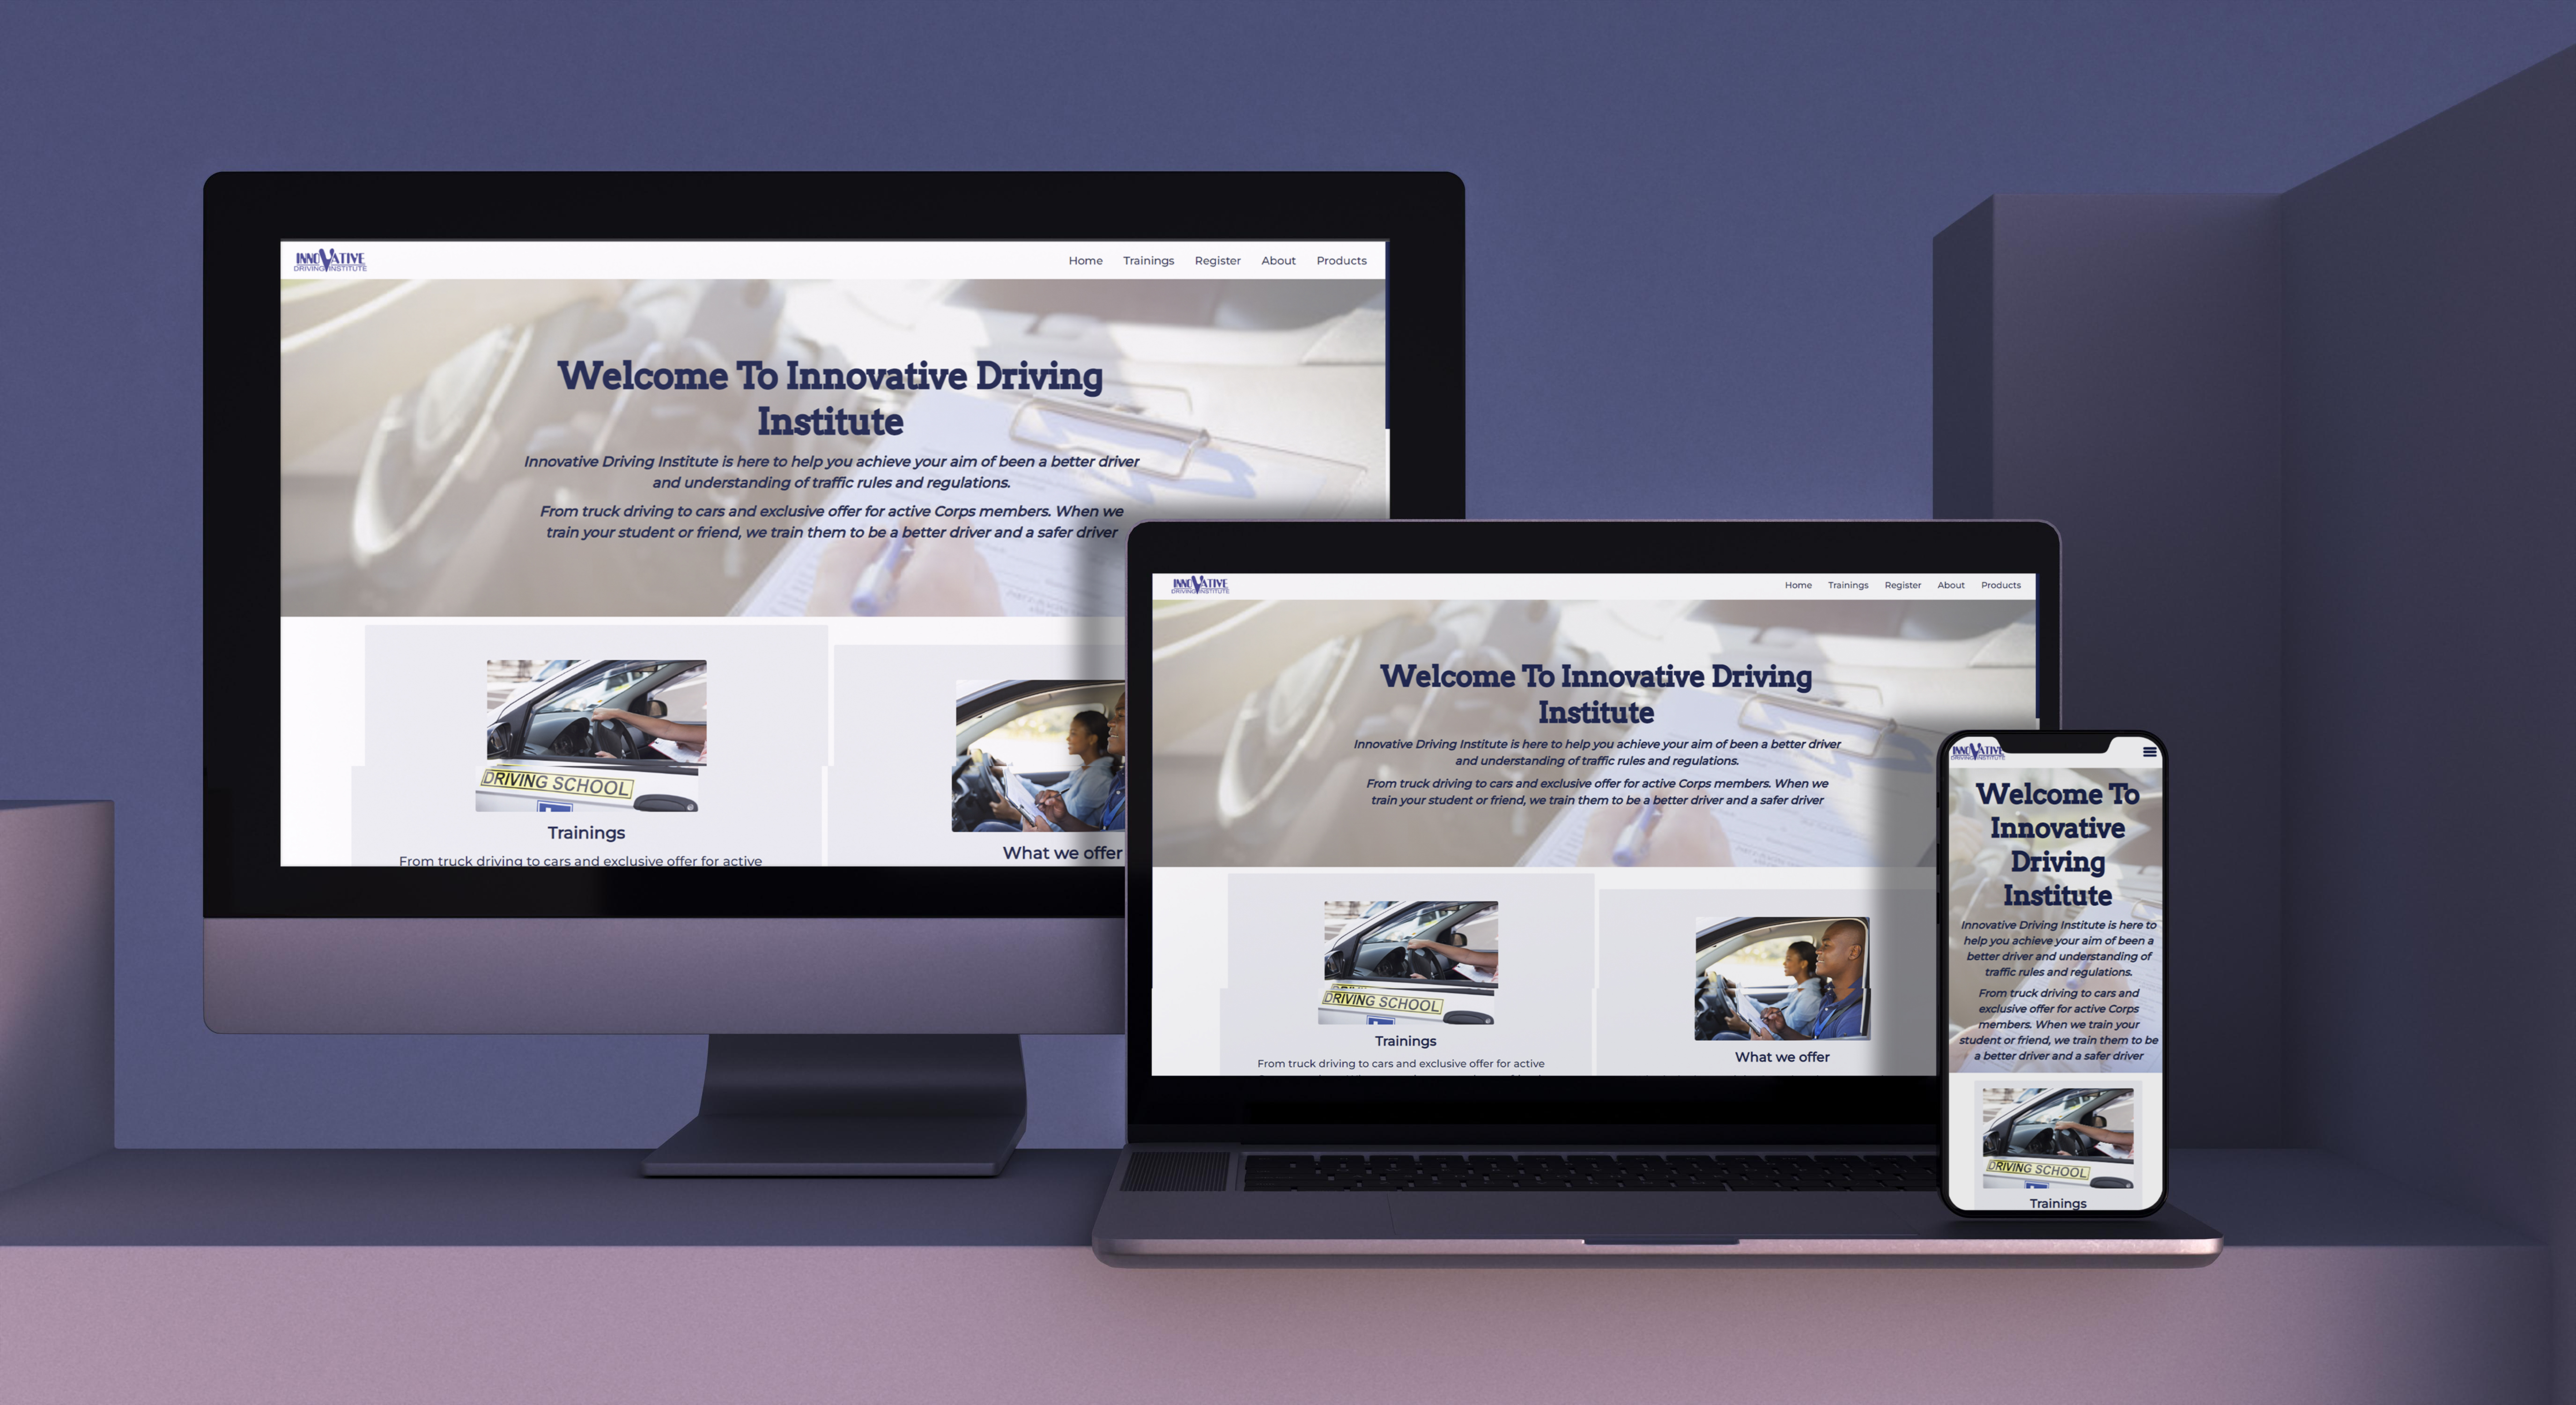 INNOVATIVE
DRIVING INSTITUTE
Home Trainings Register About Products
Welcome To Innovative Driving
Institute
Innovative Driving Institute is here to help you achieve your aim of been a better driver
and understanding of traffic rules and regulations.
From truck driving to cars and exclusive offer for active Corps members. When we
train your student or friend, we train them to be a better driver and a safer driver
DRIVING SCHOOL
Trainings
What we offer
From truck driving to cars and exclusive offer for active
INNOVATIVE
DRIVING INSTITUTE
Home Trainings Register About Products
Welcome To Innovative Driving
Institute
Innovative Driving Institute is here to help you achieve your aim of been a better driver
and understanding of traffic rules and regulations.
From truck driving to cars and exclusive offer for active Corps members. When we
train your student or friend, we train them to be a better driver and a safer driver
DRIVING SCHOOL
Trainings
What we offer
From truck driving to cars and exclusive offer for active
INNOVATIVE
DRIVING INSTITUTE
Welcome To
Innovative
Driving
Institute
Innovative Driving Institute is here to
help you achieve your aim of been a
better driver and understanding of
traffic rules and regulations.
From truck driving to cars and
exclusive offer for active Corps
members. When we train your
student or friend, we train them to be
a better driver and a safer driver
DRIVING SCHOOL
Trainings